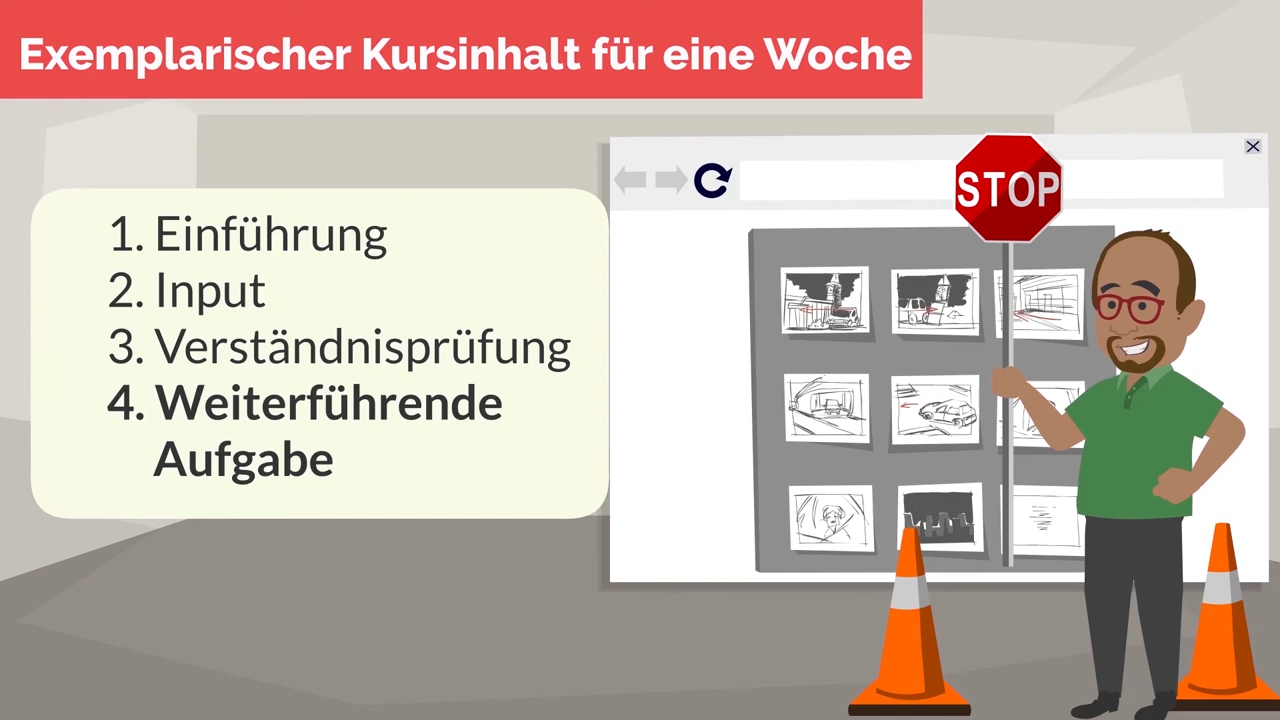 Exemplarischer Kursinhalt für eine Woche
STOP
1. Einführung
2. Input
3. Verständnisprüfung
4. Weiterführende
Aufgabe